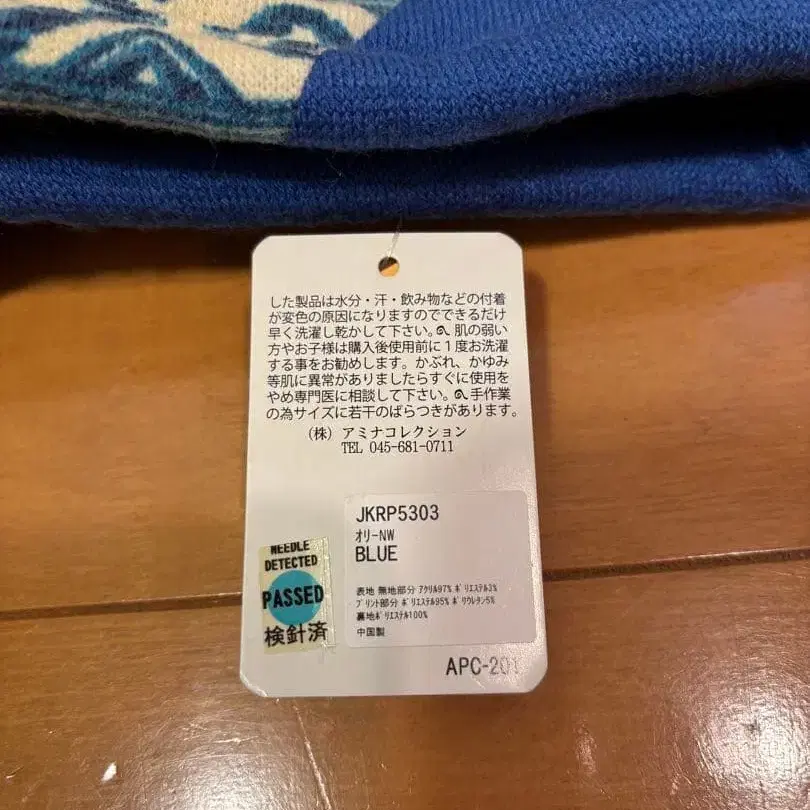 した製品は水分・汗・飲み物などの付着
が変色の原因になりますのでできるだけ
早く洗濯し乾かして下さい。肌の弱い
方やお子様は購入後使用前に1度お洗濯
する事をお勧めします。かぶれ、かゆみ
等肌に異常がありましたらすぐに使用を
やめ専門医に相談して下さい。手作業
の為サイズに若干のばらつきがあります。
(株) アミナコレクション
TEL 045-681-0711
JKRP5303
オリーNW
BLUE
表地 無地部分 アクリル97% ポリエステル3%
プリント部分 ポリエステル95% ポリウレタン5%
裏地ポリエステル100%
中国製
NEEDLE
DETECTED
PASSED
検針済
APC-201